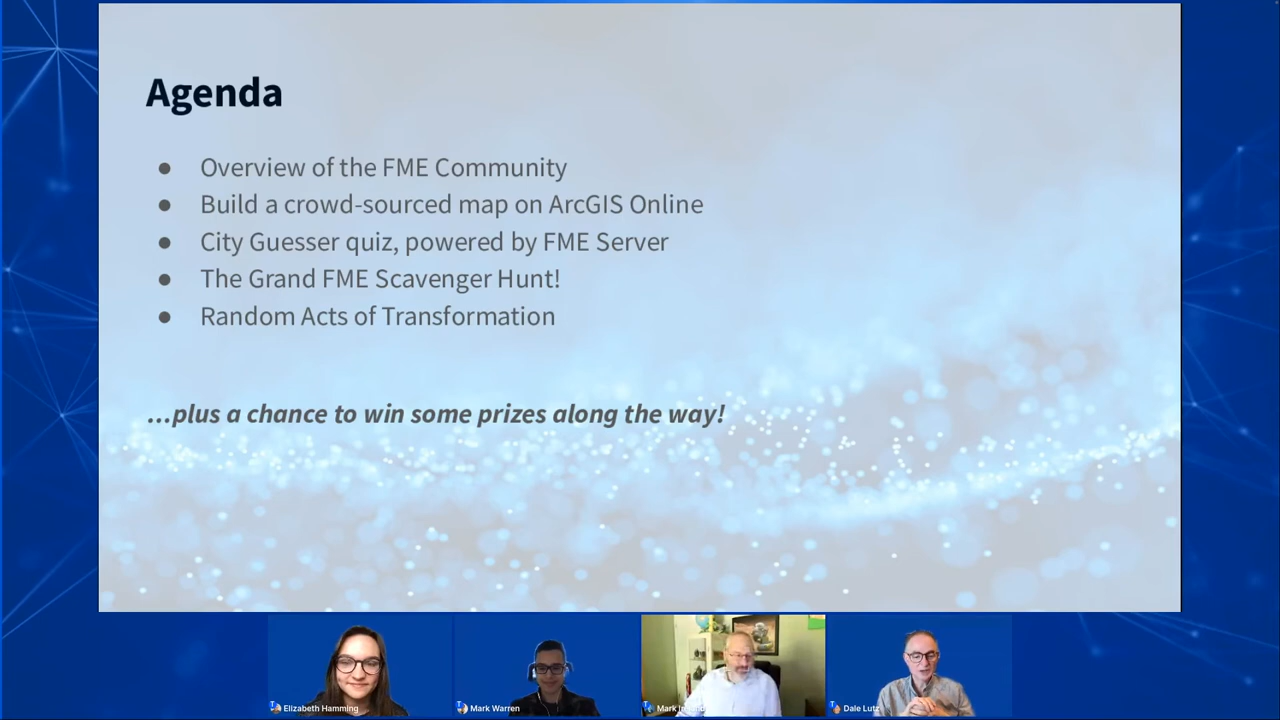 Agenda
● Overview of the FME Community
● Build a crowd-sourced map on ArcGIS Online
● City Guesser quiz, powered by FME Server
● The Grand FME Scavenger Hunt!
● Random Acts of Transformation
...plus a chance to win some prizes along the way!
Elizabeth Hamming
Mark Warren
Mark
Dale Lutz